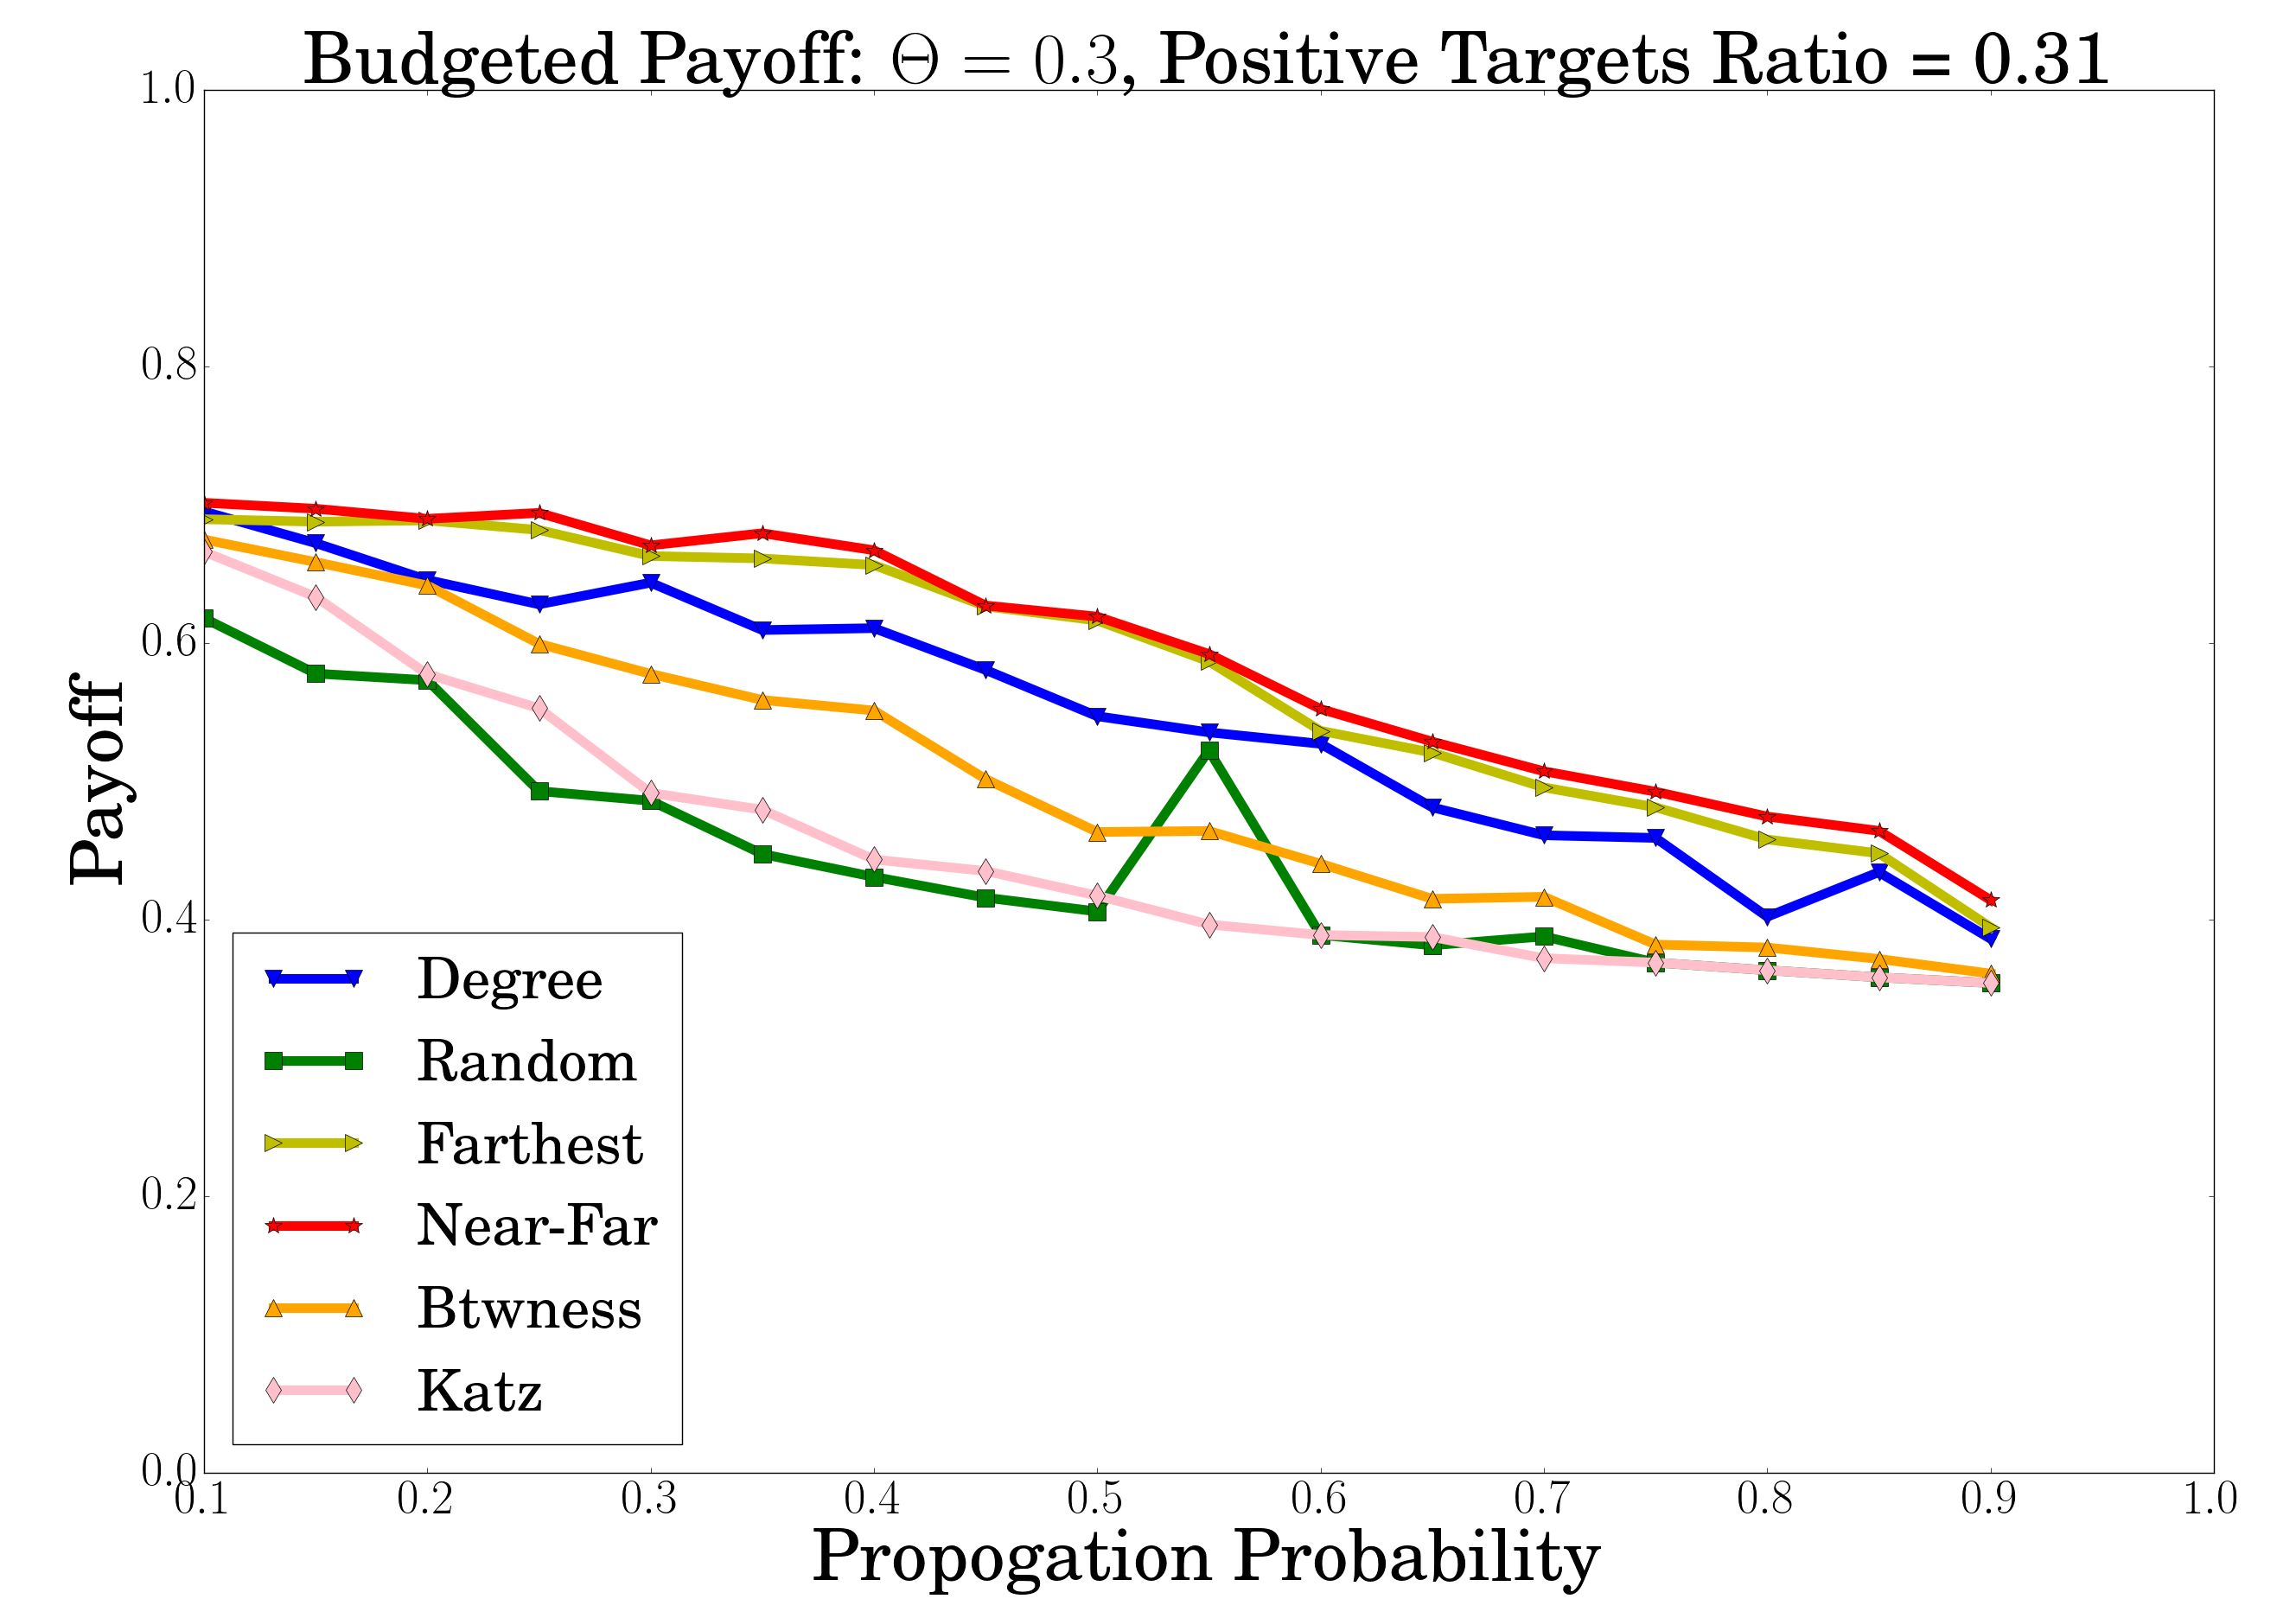 Budgeted Payoff: Θ = 0.3, Positive Targets Ratio = 0.31
1.0
0.8
0.6
0.4
0.2
0.0
Payoff
Degree
Random
Farthest
Near-Far
Btwness
Katz
0.1 0.2 0.3 0.4 0.5 0.6 0.7 0.8 0.9 1.0
Propogation Probability